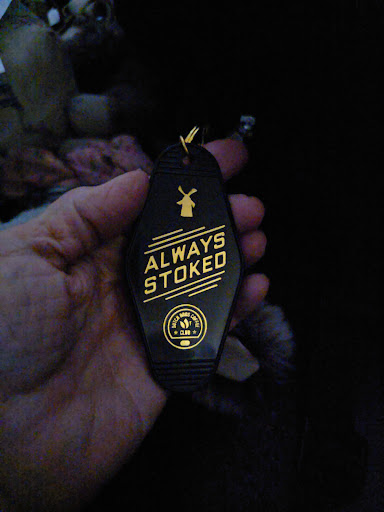 ALWAYS
STOKED
DUTCH BROS COFFEE
CLUB